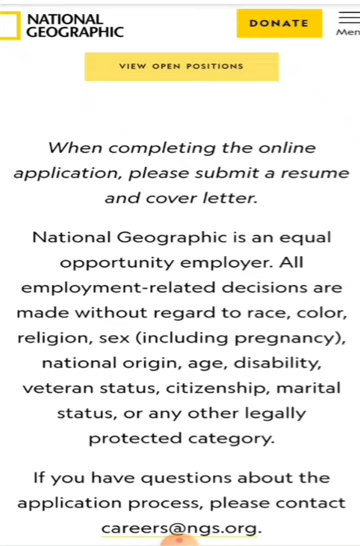 NATIONAL
GEOGRAPHIC
DONATE
Men
VIEW OPEN POSITIONS
When completing the online
application, please submit a resume
and cover letter.
National Geographic is an equal
opportunity employer. All
employment-related decisions are
made without regard to race, color,
religion, sex (including pregnancy),
national origin, age, disability,
veteran status, citizenship, marital
status, or any other legally
protected category.
If you have questions about the
application process, please contact
careers@ngs.org.